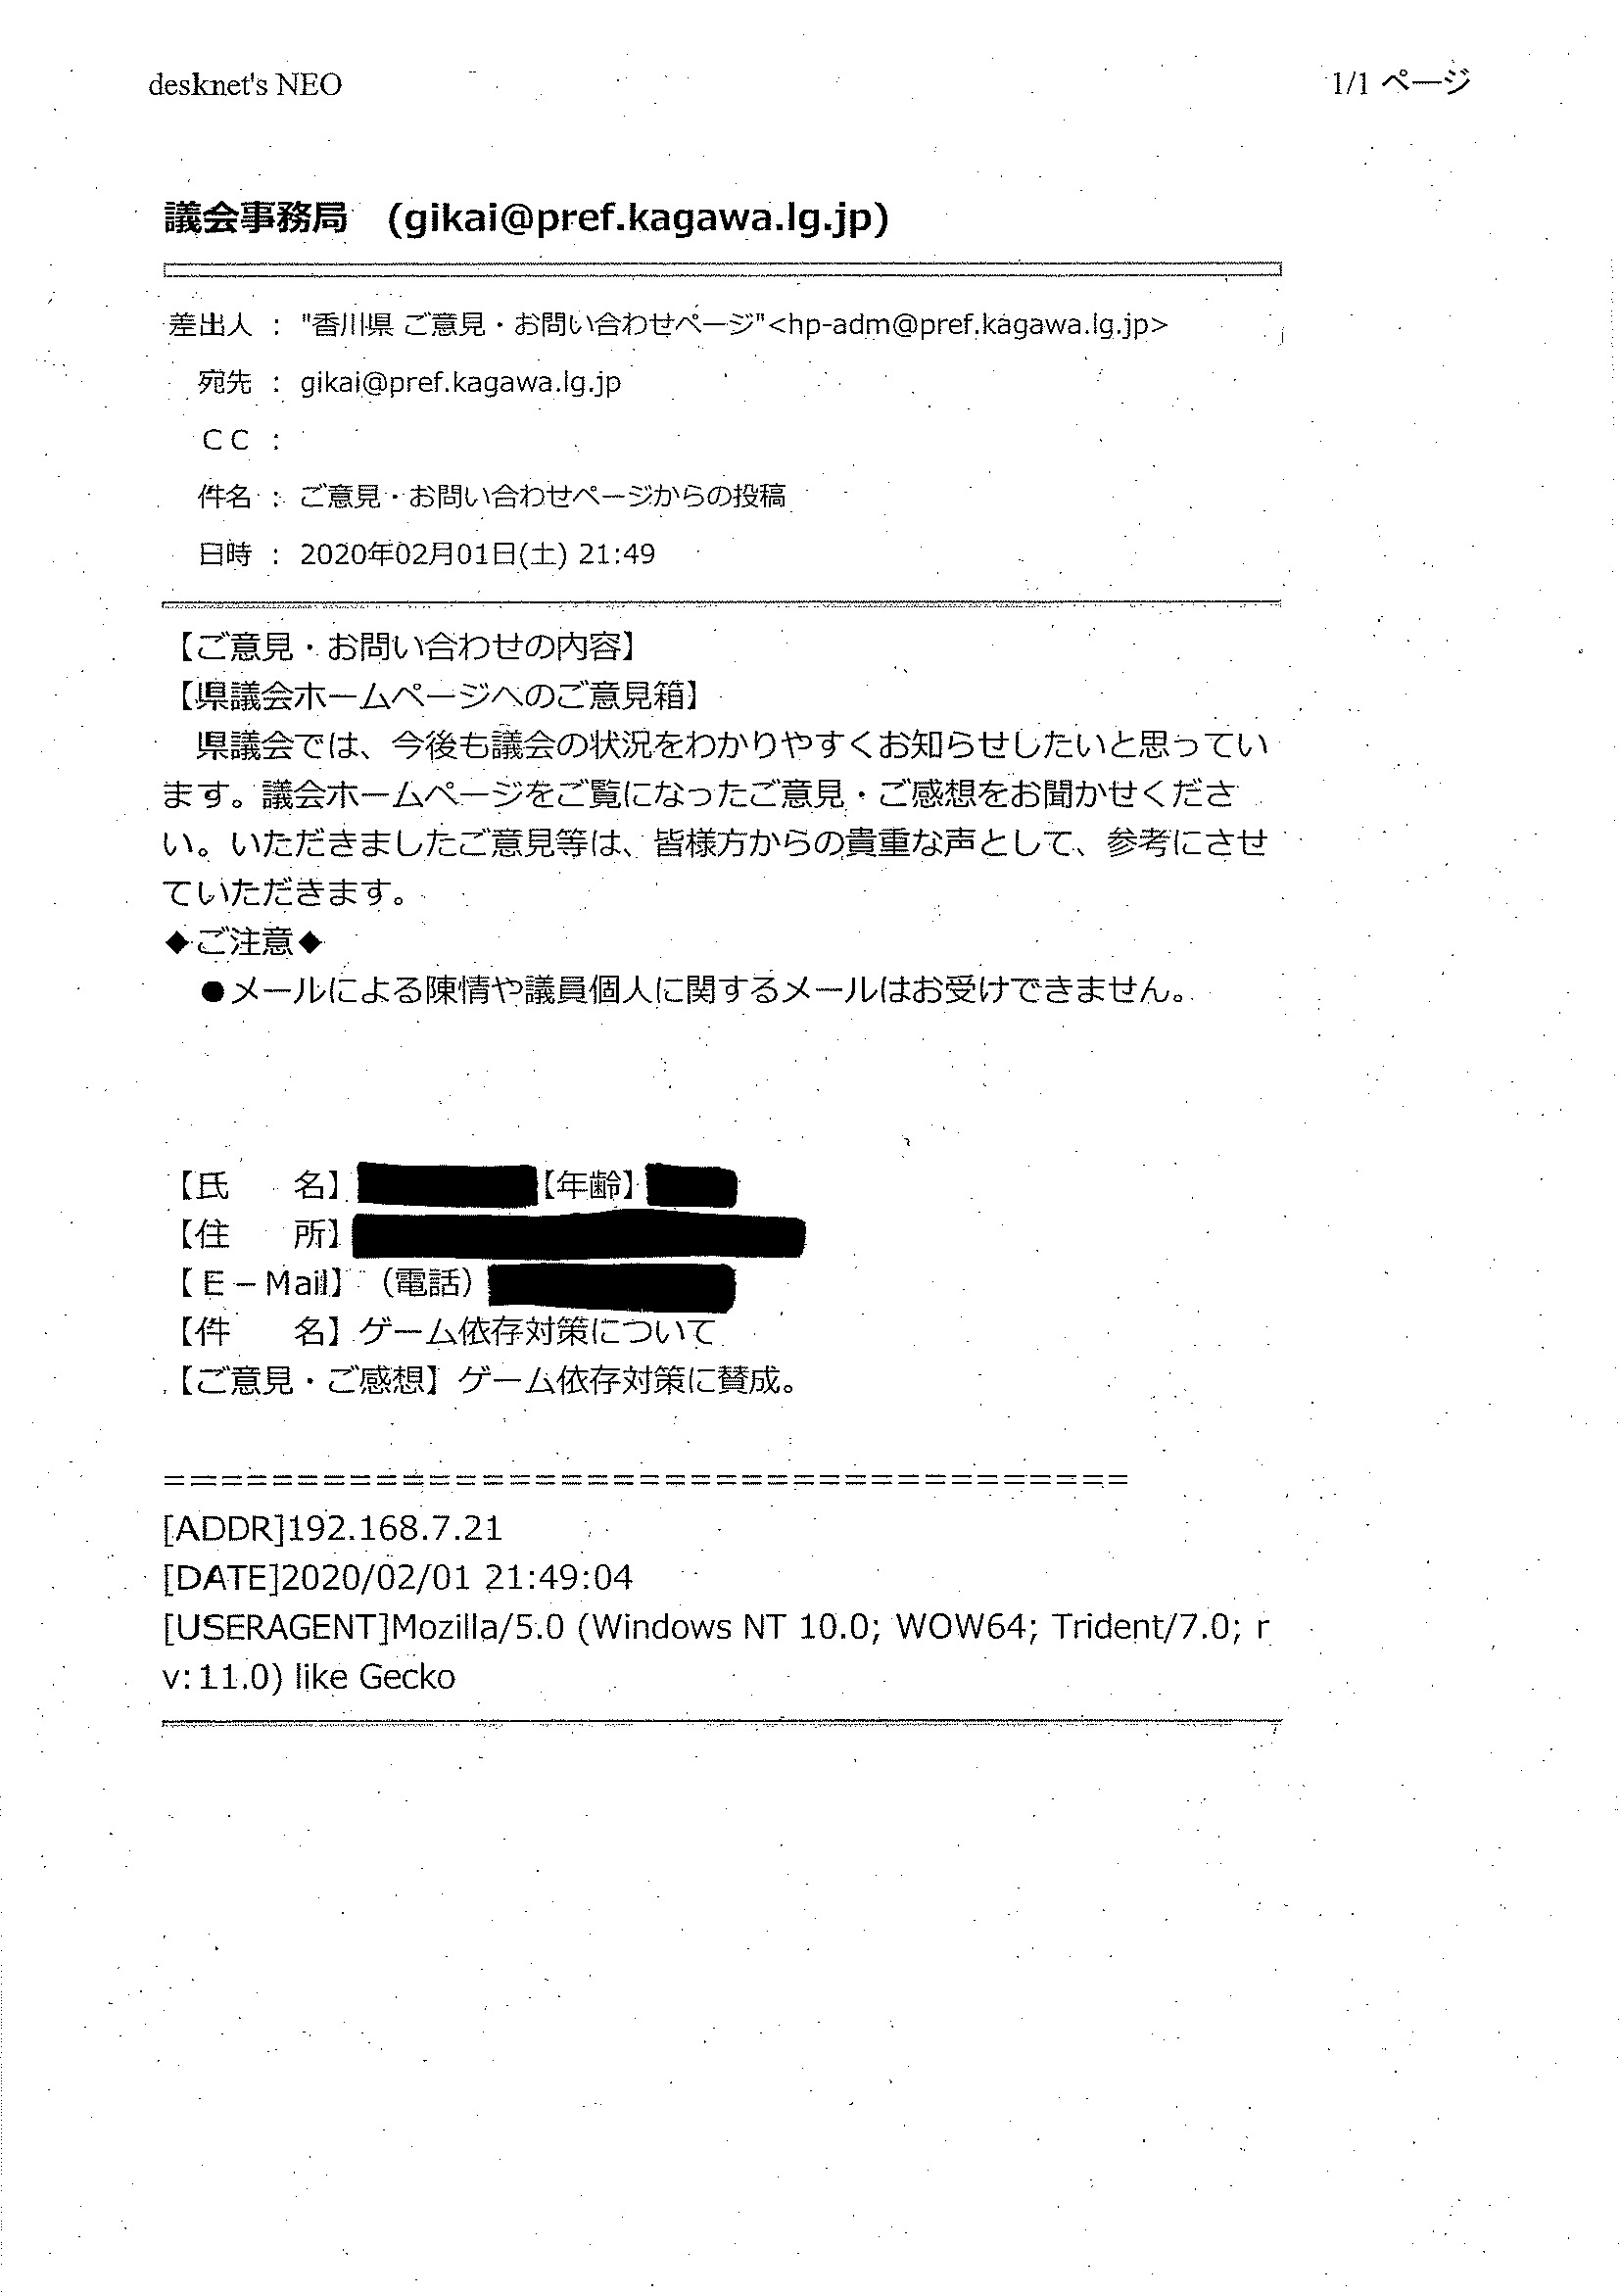 desknet's NEO
1/1 ページ
議会事務局 (gikai@pref.kagawa.lg.jp)
差出人 : "香川県 ご意見・お問い合わせページ"<hp-adm@pref.kagawa.lg.jp>
宛先 : gikai@pref.kagawa.lg.jp
CC :
件名 : ご意見・お問い合わせページからの投稿
日時 : 2020年02月01日(土) 21:49
【ご意見・お問い合わせの内容】
【県議会ホームページへのご意見箱】
県議会では、今後も議会の状況をわかりやすくお知らせしたいと思ってい
ます。議会ホームページをご覧になったご意見・ご感想をお聞かせくださ
い。いただきましたご意見等は、皆様方からの貴重な声として、参考にさせ
ていただきます。
◆ご注意◆
●メールによる陳情や議員個人に関するメールはお受けできません。
【氏　　名】【年齢】
【住　　所】
【E－Mail】（電話）
【件　　名】ゲーム依存対策について
【ご意見・ご感想】ゲーム依存対策に賛成。
=====================================
[ADDR]192.168.7.21
[DATE]2020/02/01 21:49:04
[USERAGENT]Mozilla/5.0 (Windows NT 10.0; WOW64; Trident/7.0; r
v:11.0) like Gecko